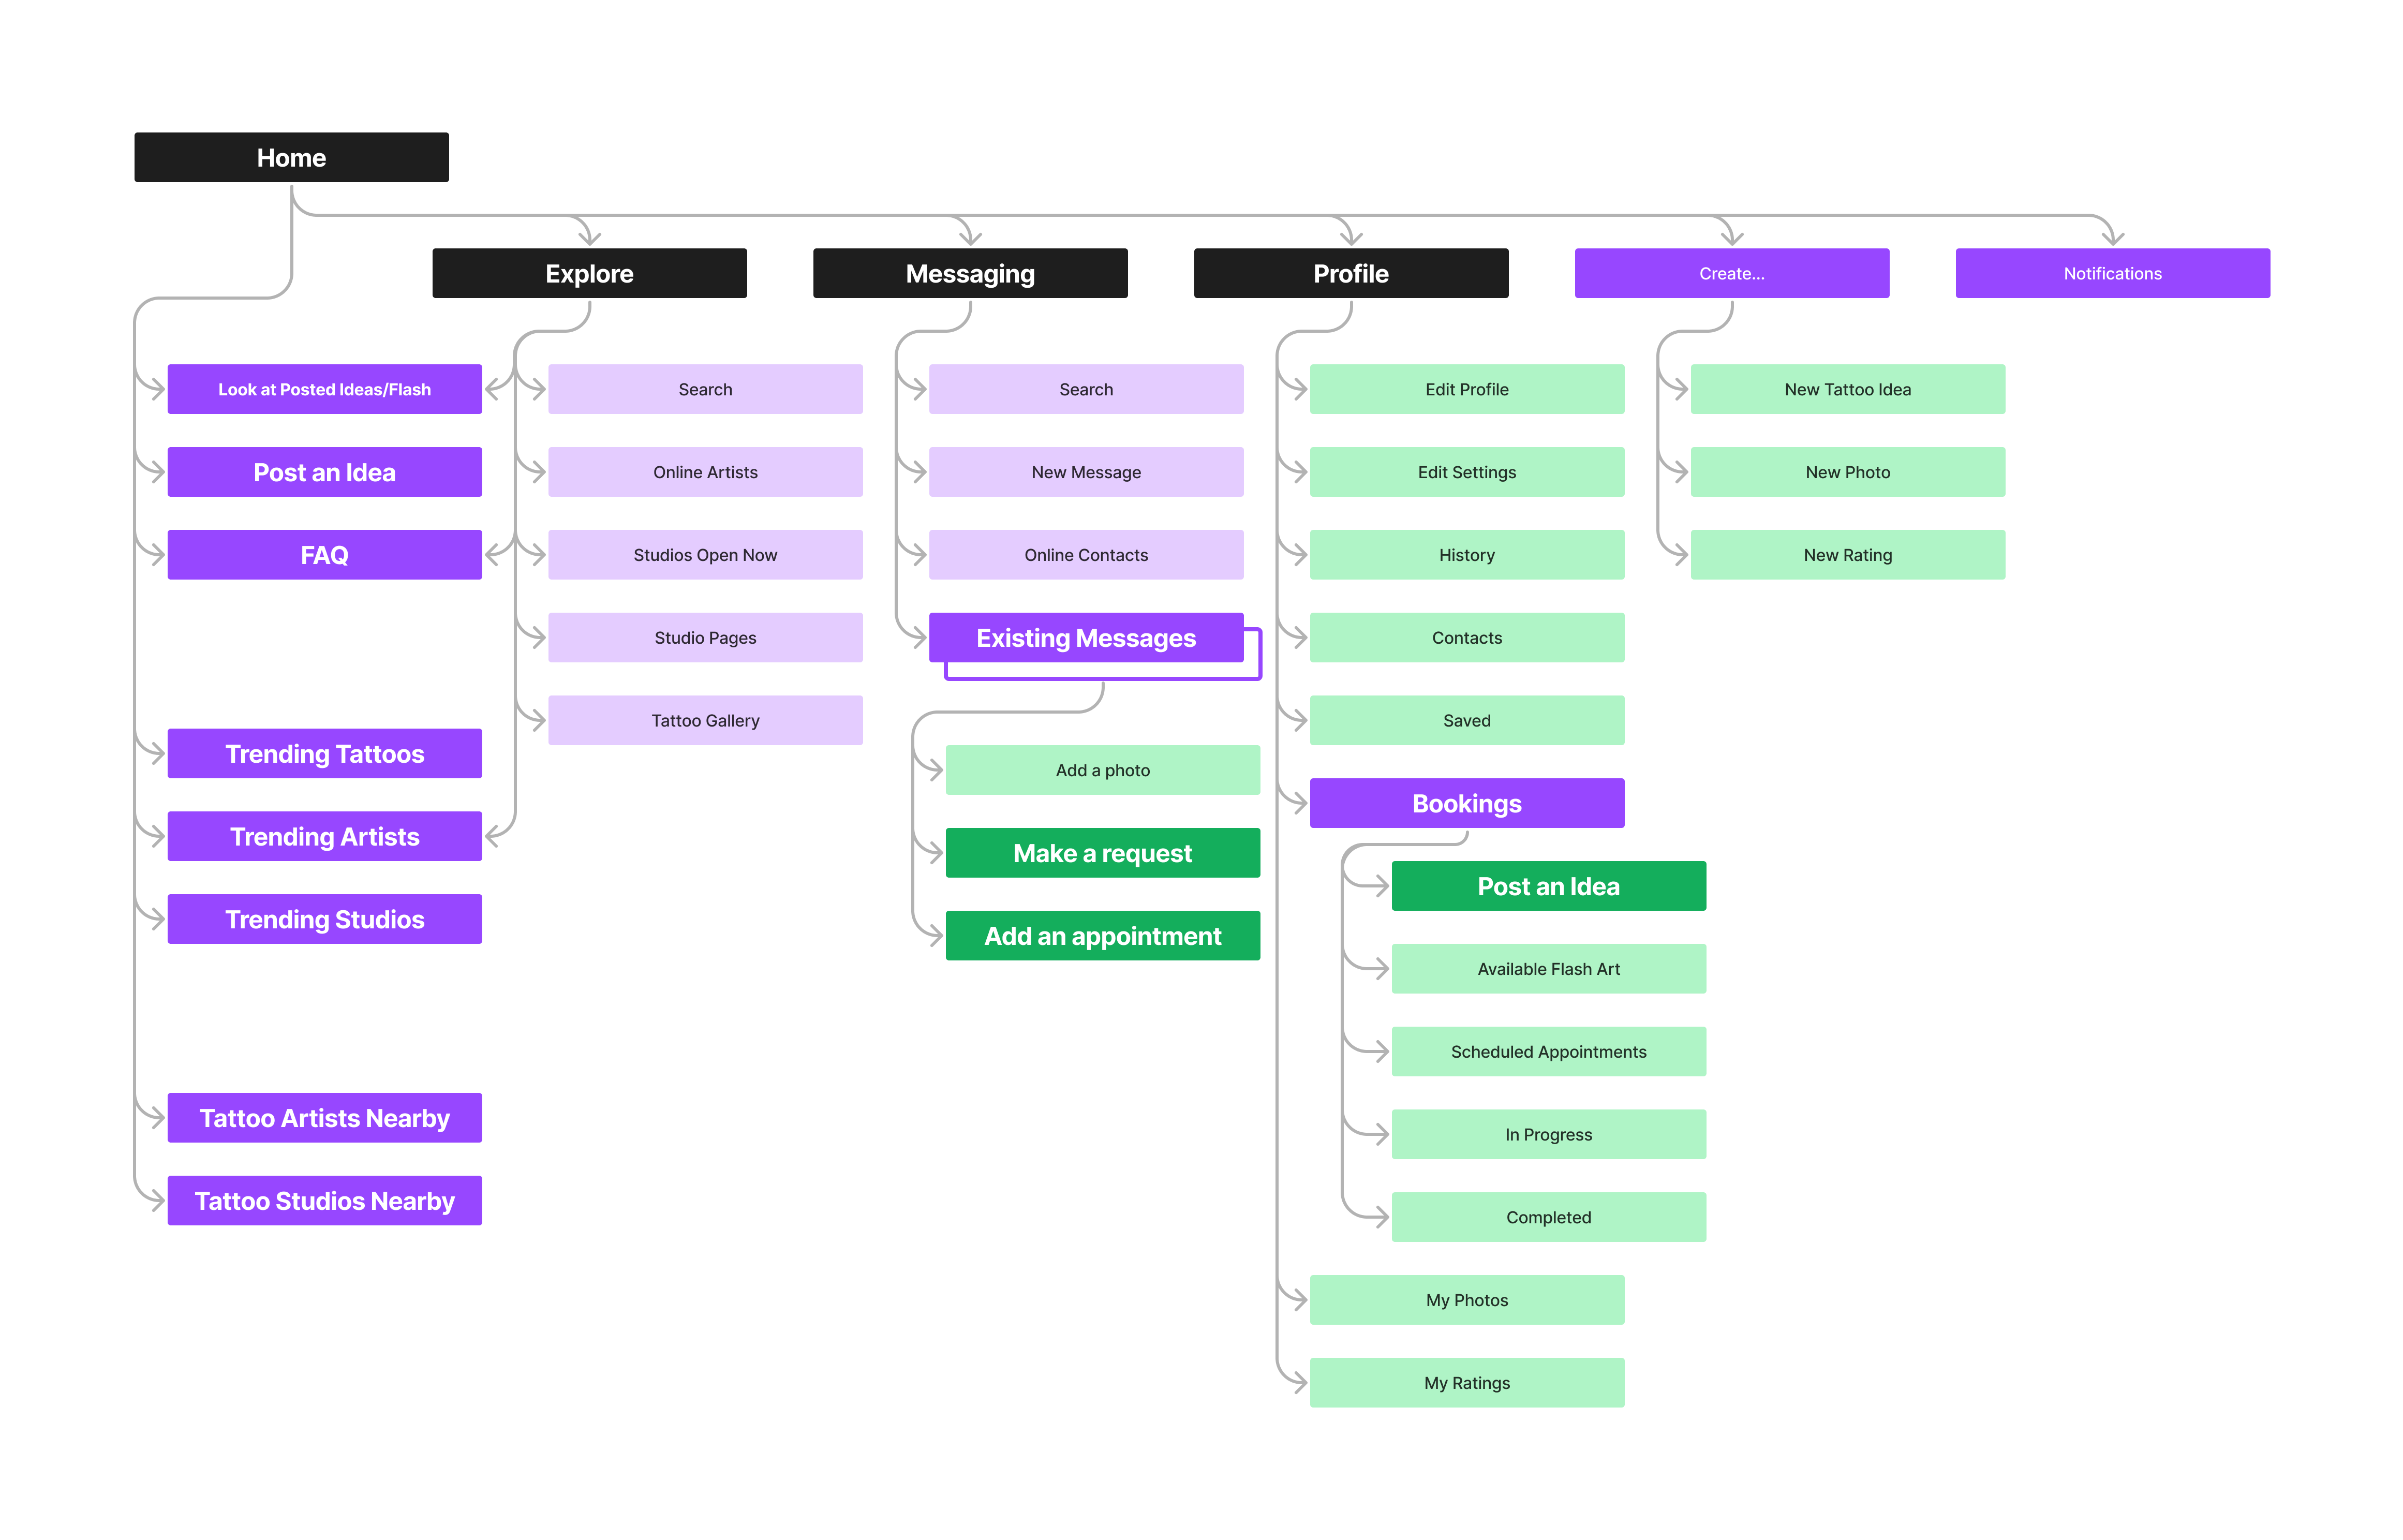 Home
Explore
Messaging
Profile
Create...
Notifications
Look at Posted Ideas/Flash
Post an Idea
FAQ
Trending Tattoos
Trending Artists
Trending Studios
Tattoo Artists Nearby
Tattoo Studios Nearby
Search
Online Artists
Studios Open Now
Studio Pages
Tattoo Gallery
Search
New Message
Online Contacts
Existing Messages
Add a photo
Make a request
Add an appointment
Edit Profile
Edit Settings
History
Contacts
Saved
Bookings
Post an Idea
Available Flash Art
Scheduled Appointments
In Progress
Completed
My Photos
My Ratings
New Tattoo Idea
New Photo
New Rating